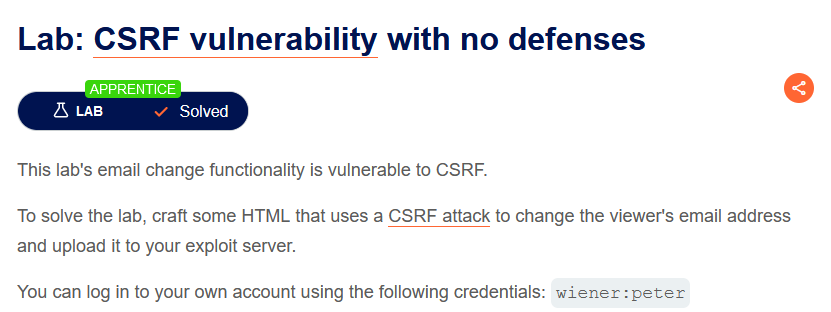 Lab: CSRF vulnerability with no defenses
APPRENTICE
LAB Solved
This lab's email change functionality is vulnerable to CSRF.
To solve the lab, craft some HTML that uses a CSRF attack to change the viewer's email address
and upload it to your exploit server.
You can log in to your own account using the following credentials: wiener:peter